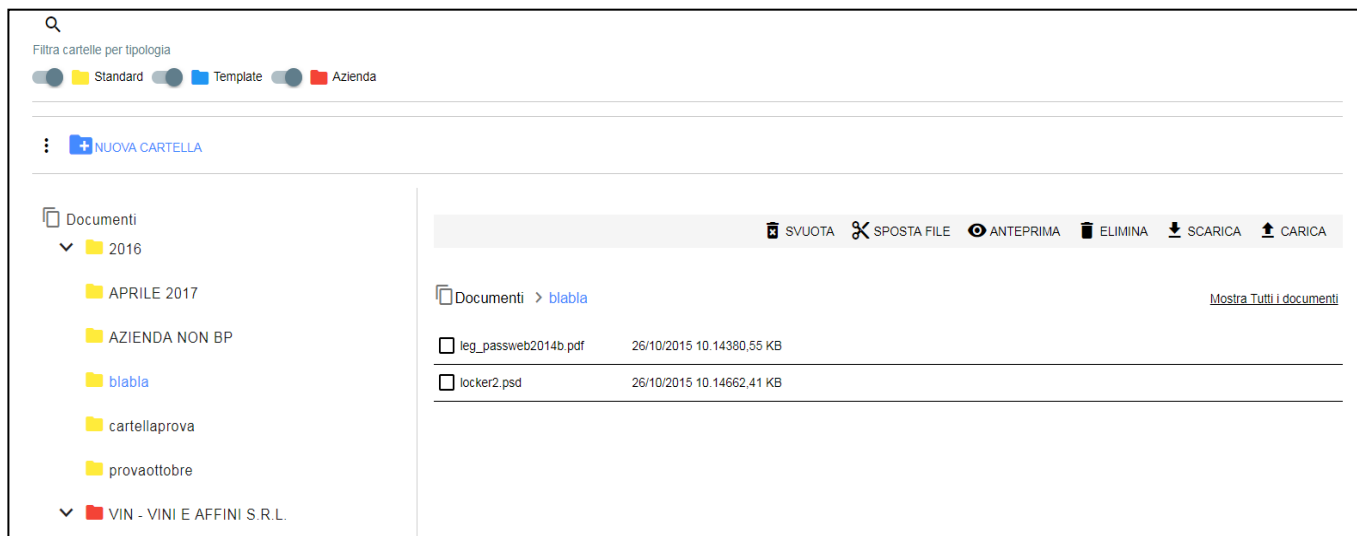 Filtra cartelle per tipologia
Standard Template Azienda
NUOVA CARTELLA
Documenti
2016
APRILE 2017
AZIENDA NON BP
blabla
cartellaprova
provaottobre
VIN - VINI E AFFINI S.R.L.
SVUOTA SPOSTA FILE ANTEPRIMA ELIMINA SCARICA CARICA
Documenti > blabla Mostra Tutti i documenti
leg_passweb2014b.pdf 26/10/2015 10.14380,55 KB
locker2.psd 26/10/2015 10.14662,41 KB